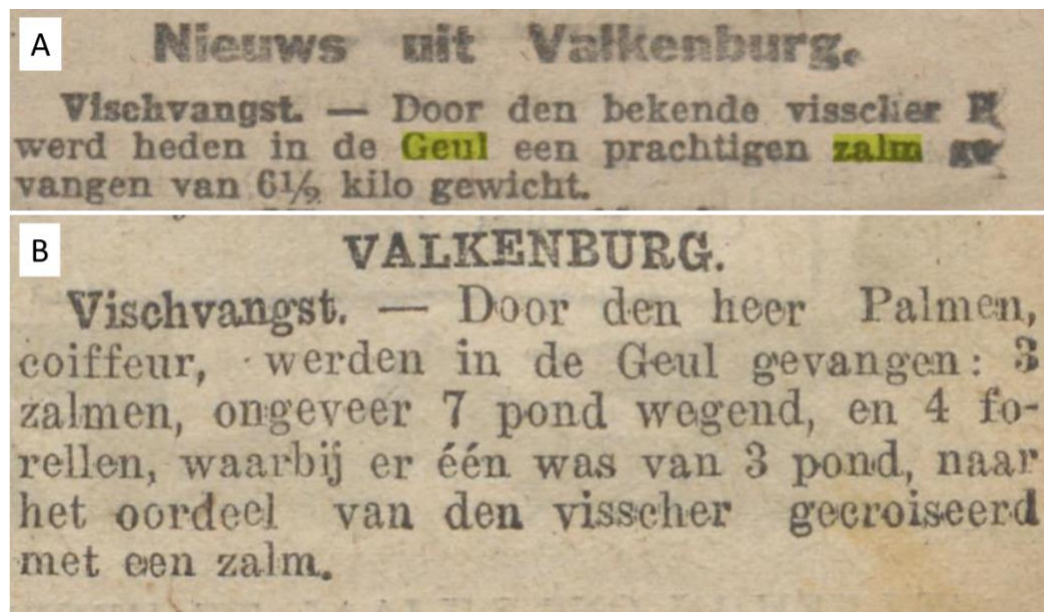 A
Nieuws uit Valkenburg.
Vischvangst. — Door den bekende visscher
werd heden in de Geul een prachtigen zalm ge
vangen van 6½ kilo gewicht.
B
VALKENBURG.
Vischvangst. — Door den heer Palmen,
coiffeur, werden in de Geul gevangen: 3
zalmen, ongeveer 7 pond wegend, en 4 fo-
rellen, waarbij er één was van 3 pond, naar
het oordeel van den visscher gecroiseerd
met een zalm.